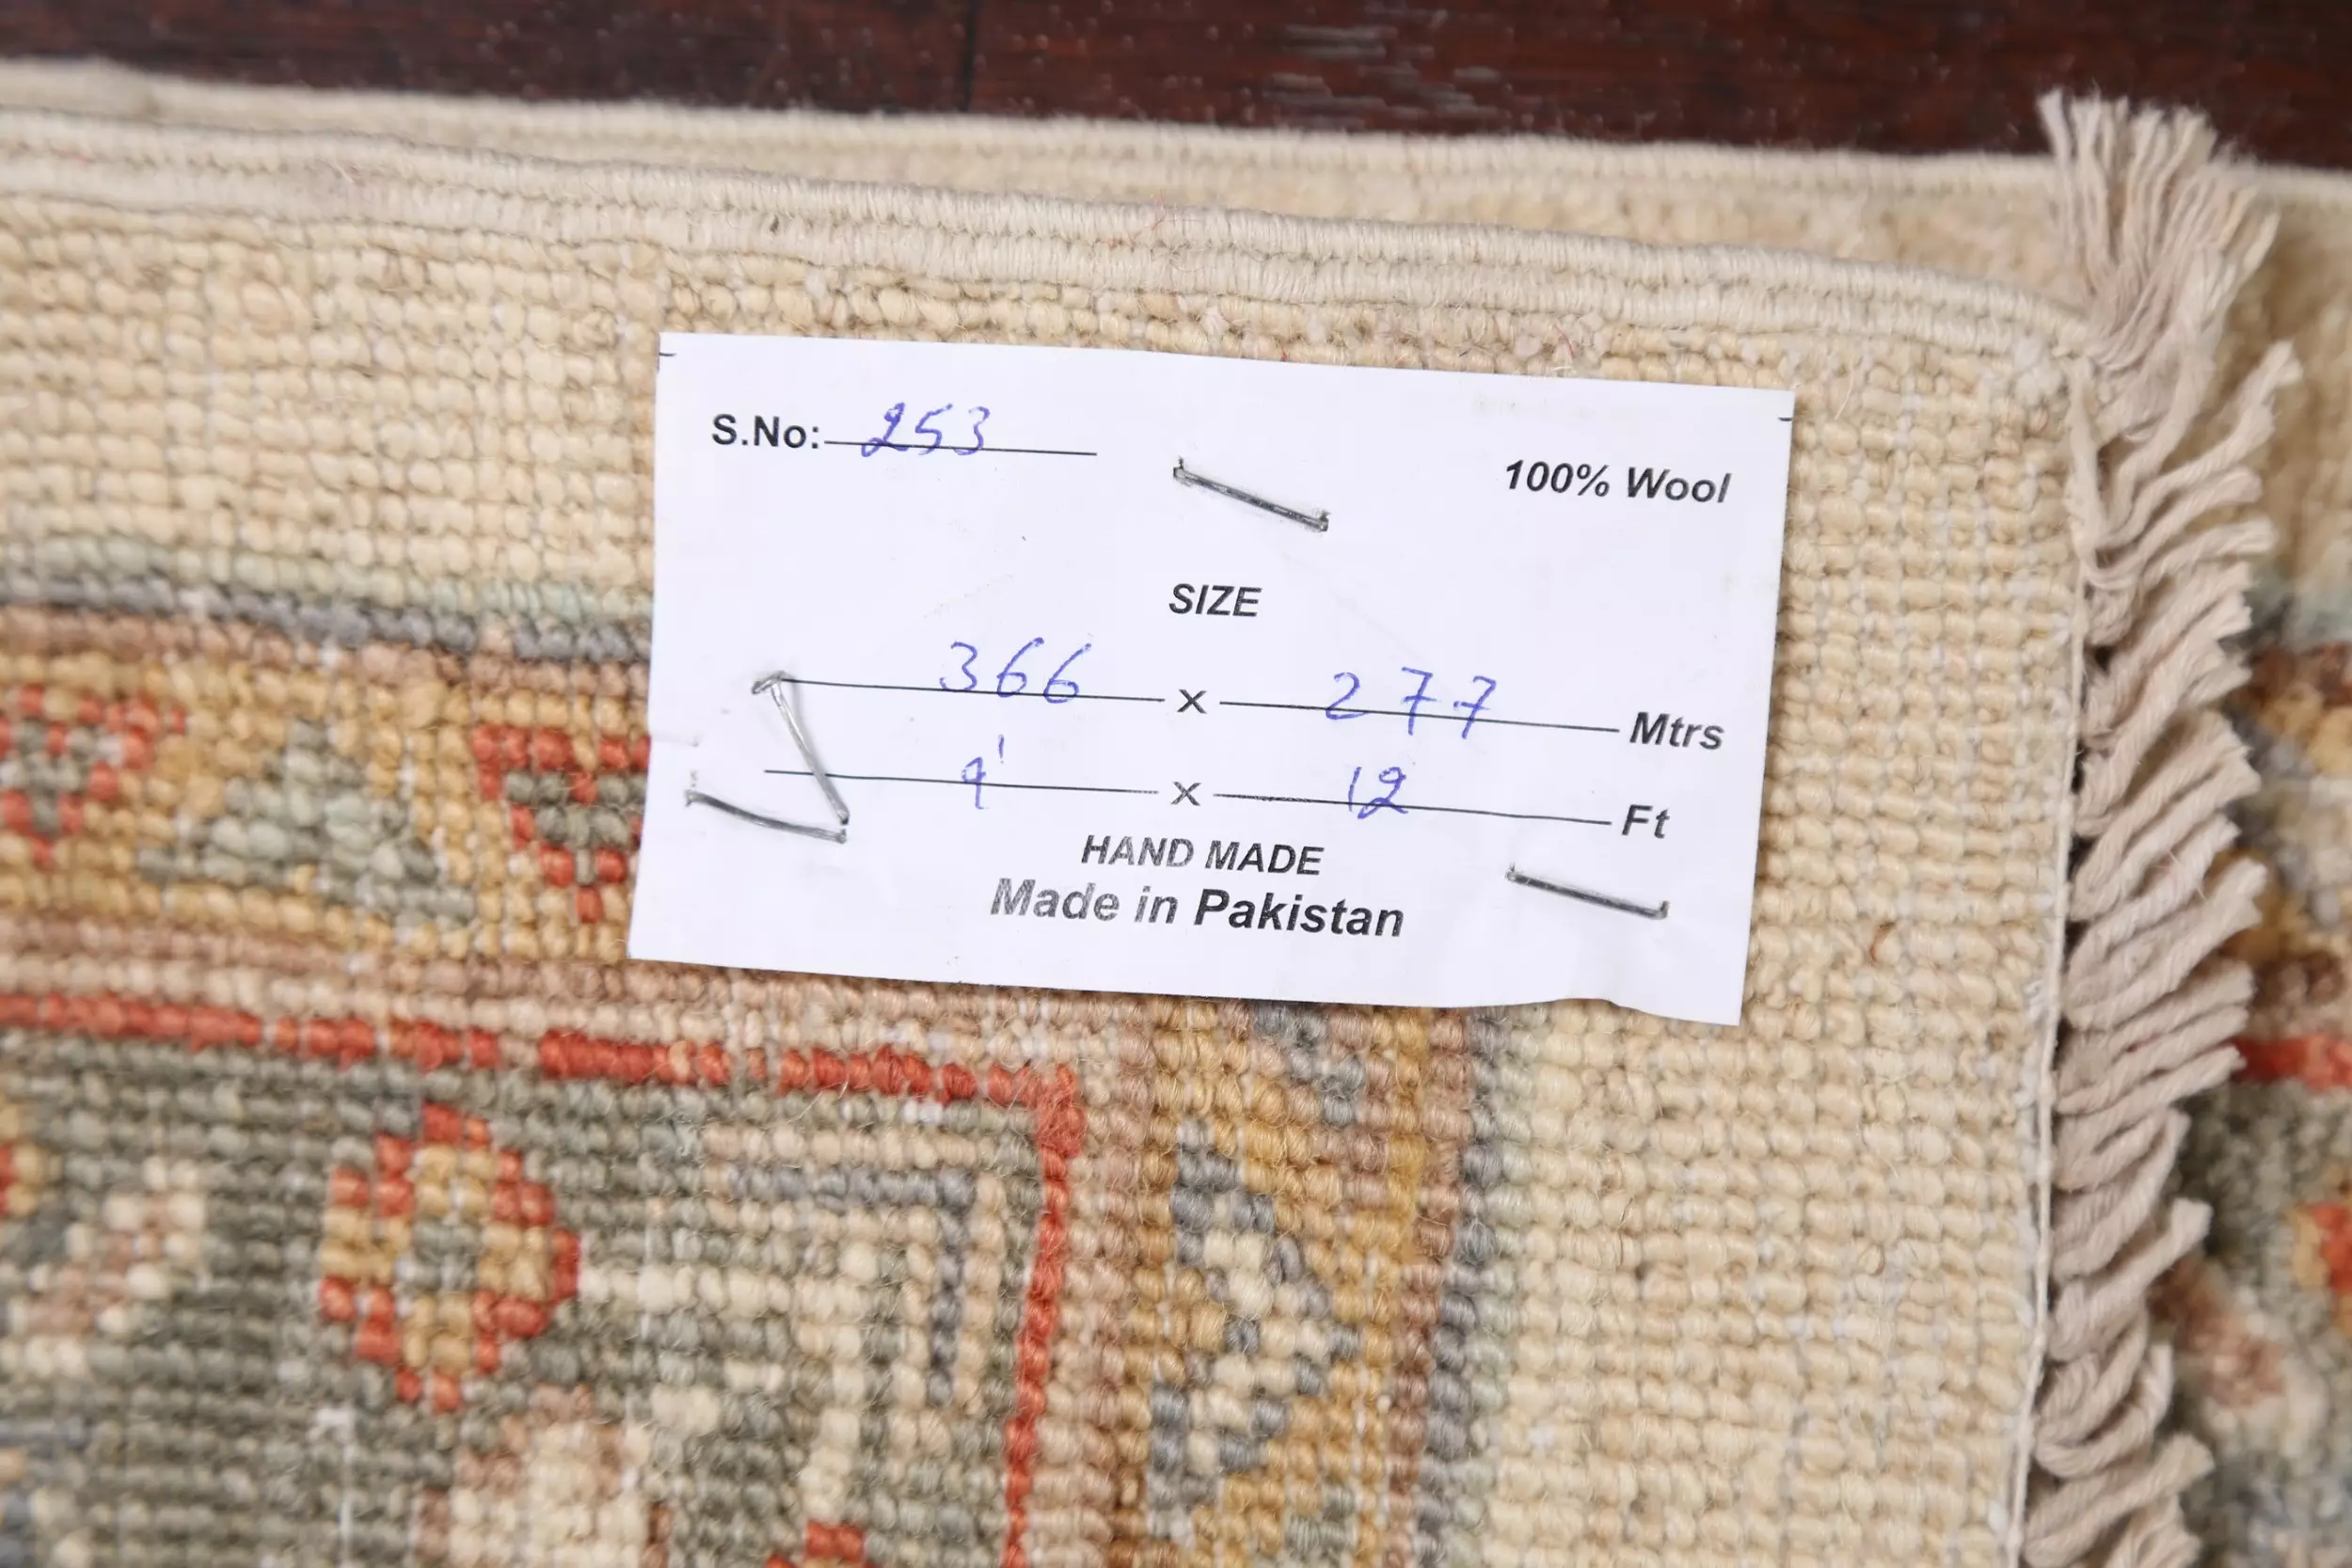 S.No: 253
100% Wool
SIZE
366 x 277 Mtrs
9' x 12 Ft
HAND MADE
Made in Pakistan